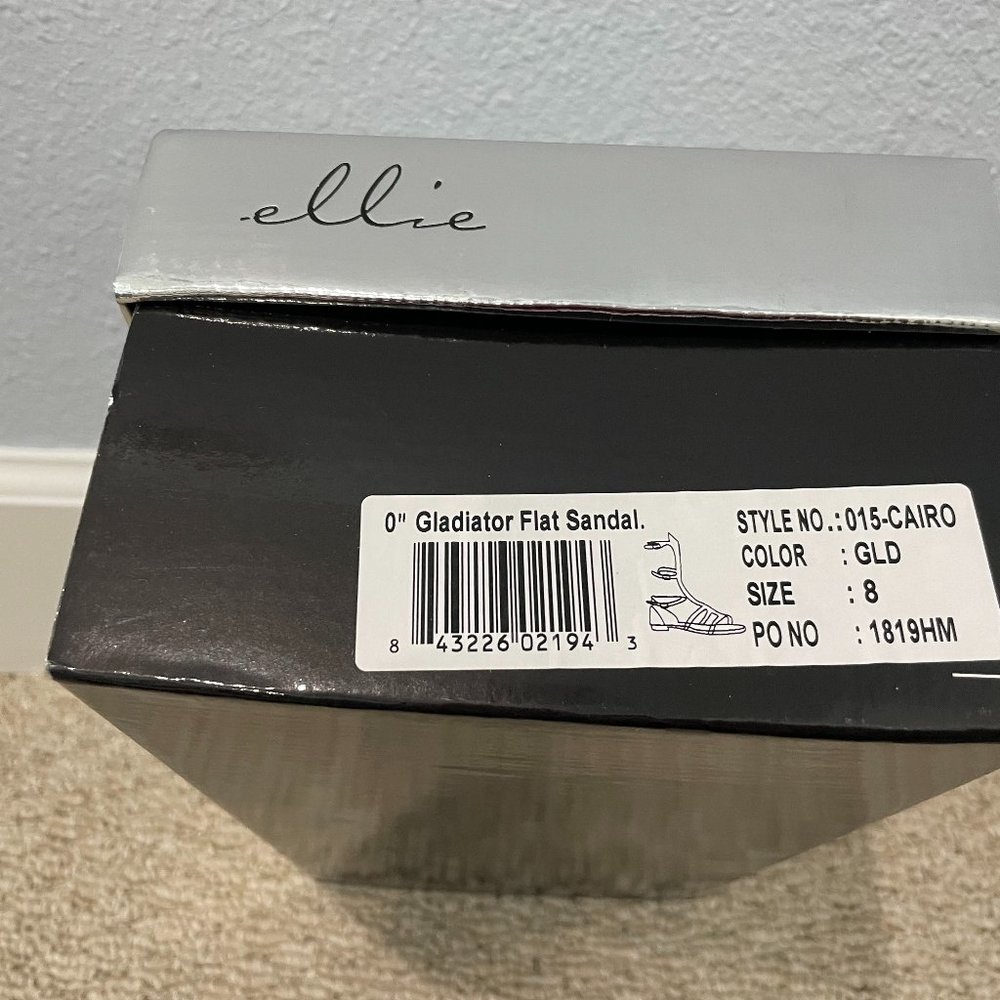 ellie
0" Gladiator Flat Sandal.
8 43226 02194 3
STYLE NO.: 015-CAIRO
COLOR : GLD
SIZE : 8
PO NO : 1819HM